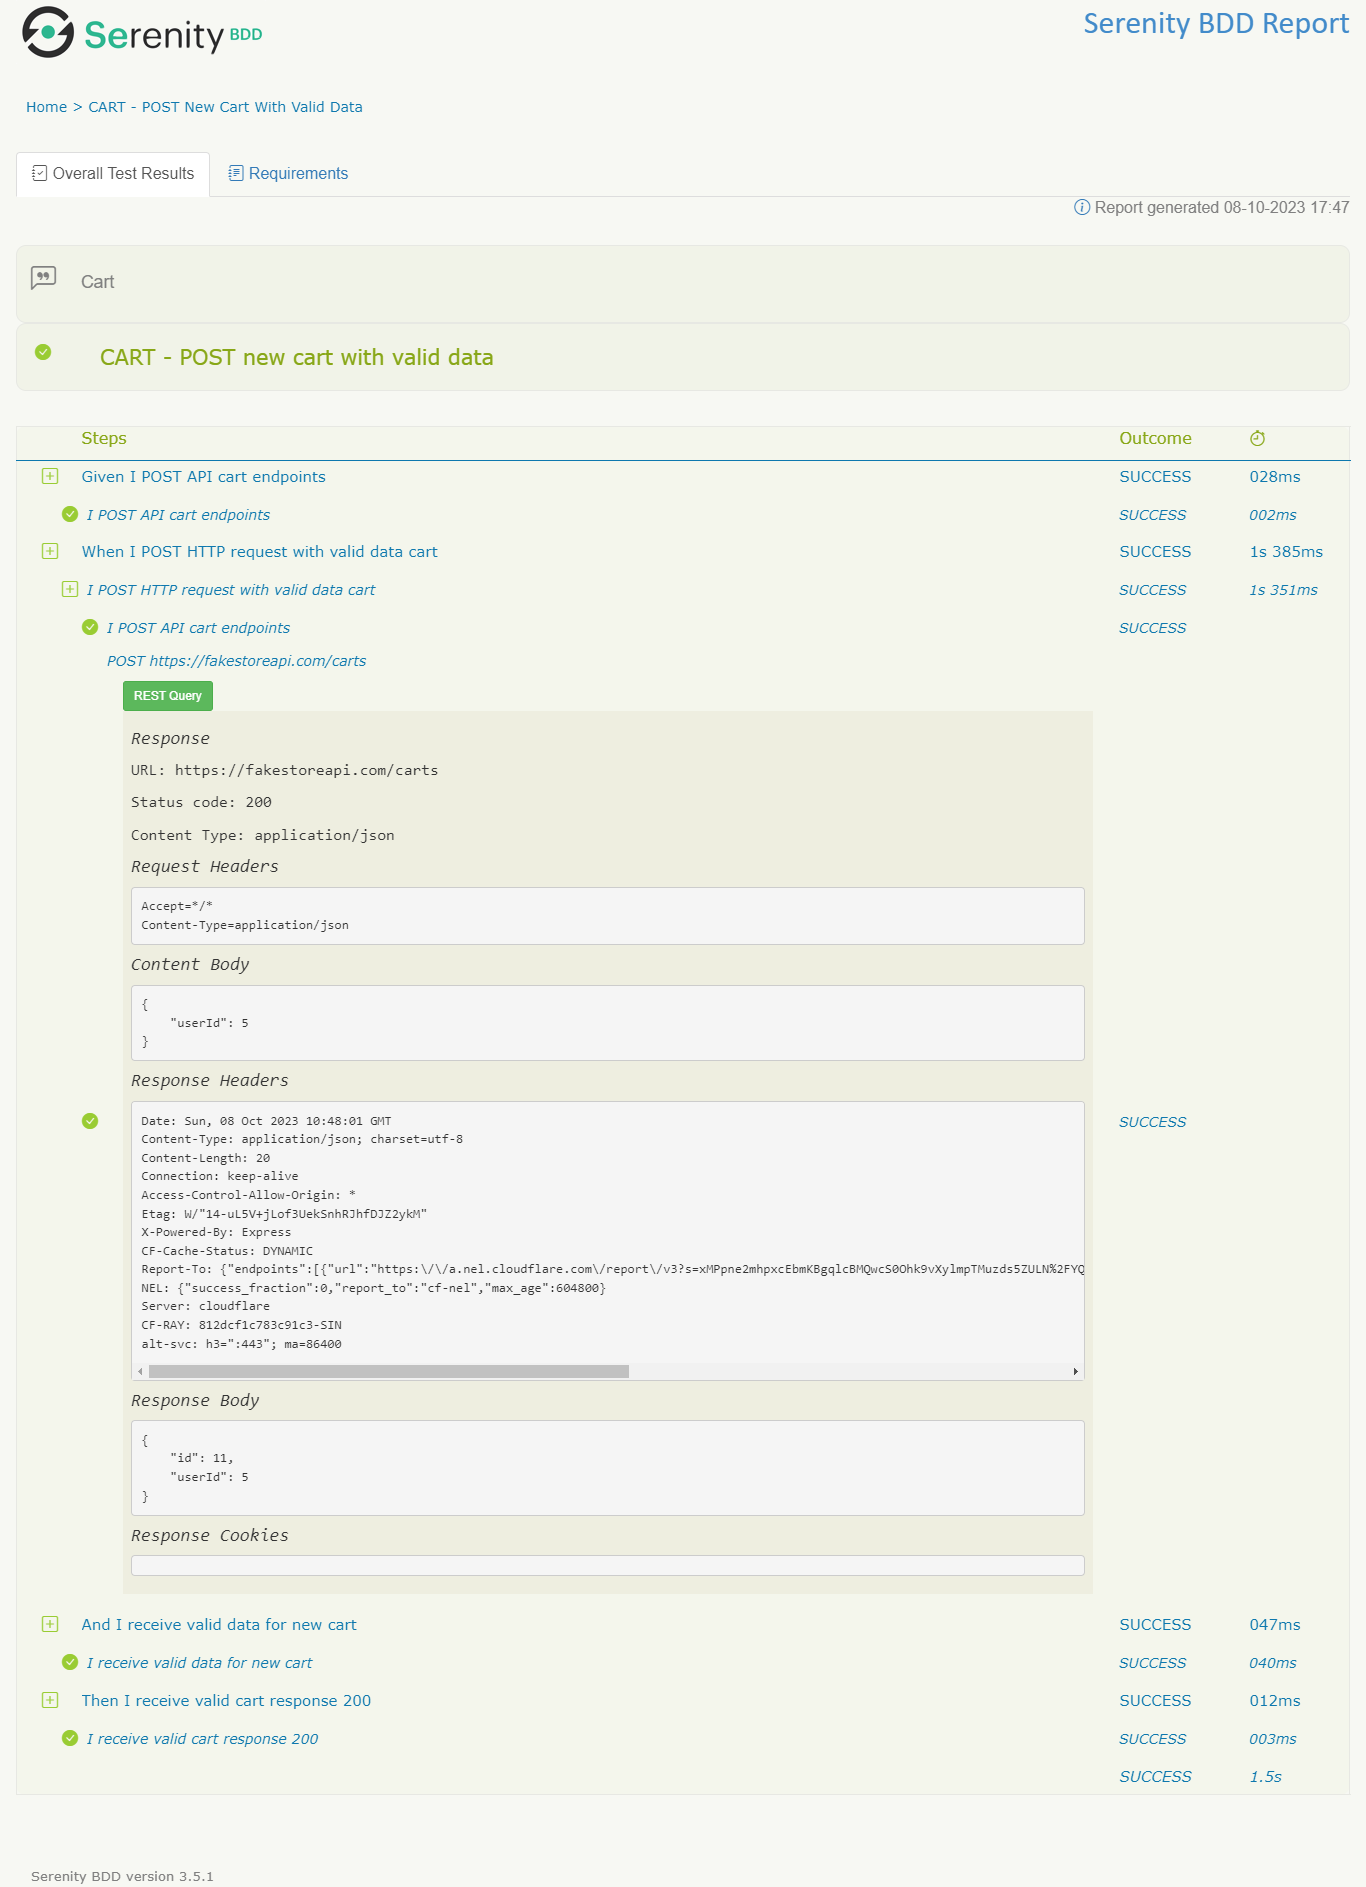 Serenity BDD
Serenity BDD Report
Home > CART - POST New Cart With Valid Data
Overall Test Results Requirements
Report generated 08-10-2023 17:47
Cart
CART - POST new cart with valid data
Steps Outcome
Given I POST API cart endpoints SUCCESS 028ms
I POST API cart endpoints SUCCESS 002ms
When I POST HTTP request with valid data cart SUCCESS 1s 385ms
I POST HTTP request with valid data cart SUCCESS 1s 351ms
I POST API cart endpoints SUCCESS
POST https://fakestoreapi.com/carts
REST Query
Response
URL: https://fakestoreapi.com/carts
Status code: 200
Content Type: application/json
Request Headers
Accept=*/*
Content-Type=application/json
Content Body
{
"userId": 5
}
Response Headers
Date: Sun, 08 Oct 2023 10:48:01 GMT SUCCESS
Content-Type: application/json; charset=utf-8
Content-Length: 20
Connection: keep-alive
Access-Control-Allow-Origin: *
Etag: W/"14-uL5V+jLof3UekSnhRJhfDJZ2ykM"
X-Powered-By: Express
CF-Cache-Status: DYNAMIC
Report-To: {"endpoints":[{"url":"https:\/\/a.nel.cloudflare.com\/report\/v3?s=xMPpne2mhpxcEbmKBgqlcBMQwcS0Ohk9vXylmpTMuzds5ZULN%2FYQ
NEL: {"success_fraction":0,"report_to":"cf-nel","max_age":604800}
Server: cloudflare
CF-RAY: 812dcf1c783c91c3-SIN
alt-svc: h3=":443"; ma=86400
Response Body
{
"id": 11,
"userId": 5
}
Response Cookies
And I receive valid data for new cart SUCCESS 047ms
I receive valid data for new cart SUCCESS 040ms
Then I receive valid cart response 200 SUCCESS 012ms
I receive valid cart response 200 SUCCESS 003ms
SUCCESS 1.5s
Serenity BDD version 3.5.1